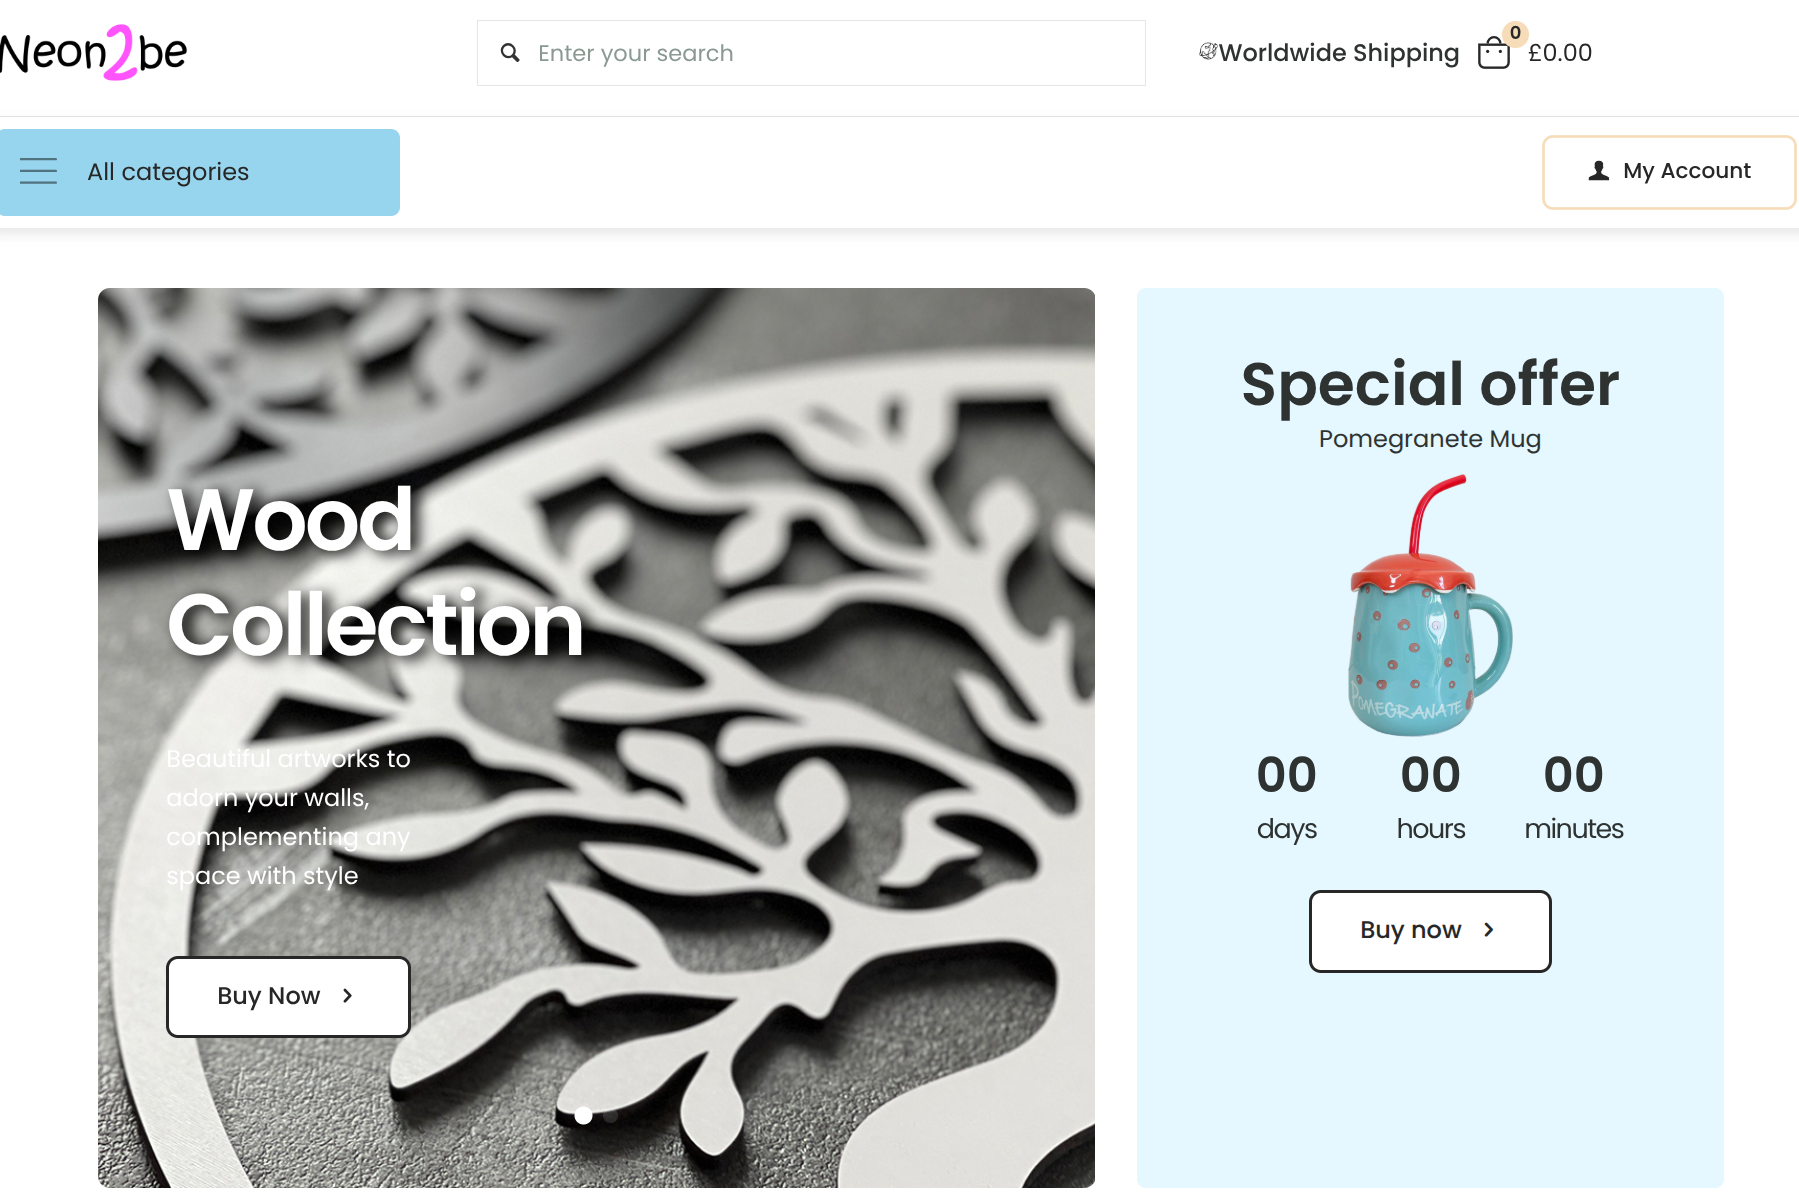 Neon2be
Enter your search
Worldwide Shipping
0
£0.00
All categories
My Account
Wood
Collection
Beautiful artworks to
adorn your walls,
complementing any
space with style
Buy Now
Special offer
Pomegranete Mug
POMEGRANATE
00 00 00
days hours minutes
Buy now